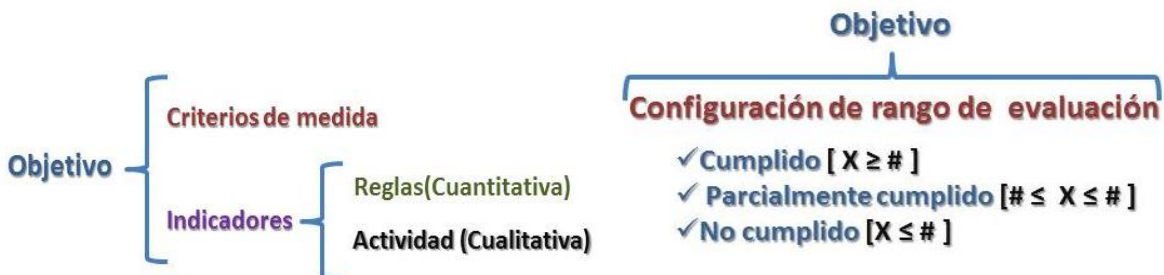 Objetivo
Criterios de medida
Indicadores
Reglas(Cuantitativa)
Actividad (Cualitativa)
Objetivo
Configuración de rango de evaluación
✓Cumplido [ X ≥ # ]
✓ Parcialmente cumplido [# ≤ X ≤ # ]
✓No cumplido [X ≤ # ]